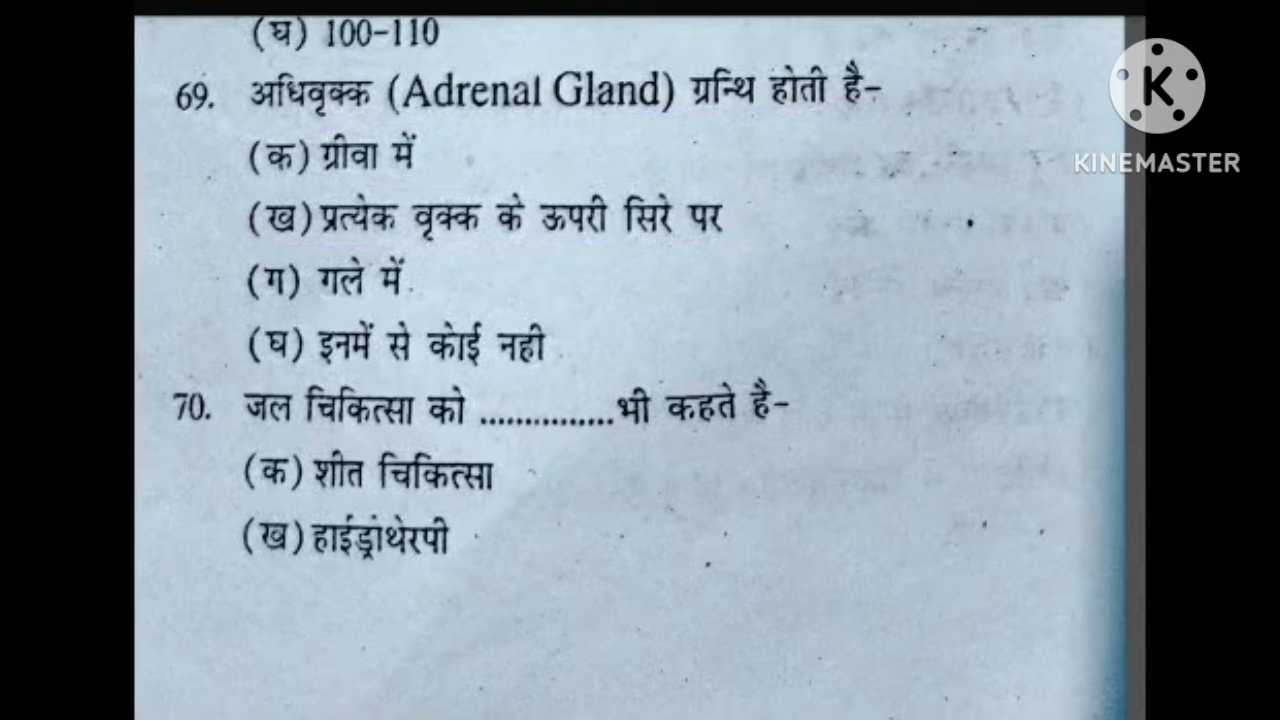 (घ) 100-110
69. अधिवृक्क (Adrenal Gland) ग्रन्थि होती है-
(क) ग्रीवा में
(ख) प्रत्येक वृक्क के ऊपरी सिरे पर
(ग) गले में
(घ) इनमें से कोई नही
70. जल चिकित्सा को ............... भी कहते है-
(क) शीत चिकित्सा
(ख) हाईड्रोथेरपी
K
KINEMASTER